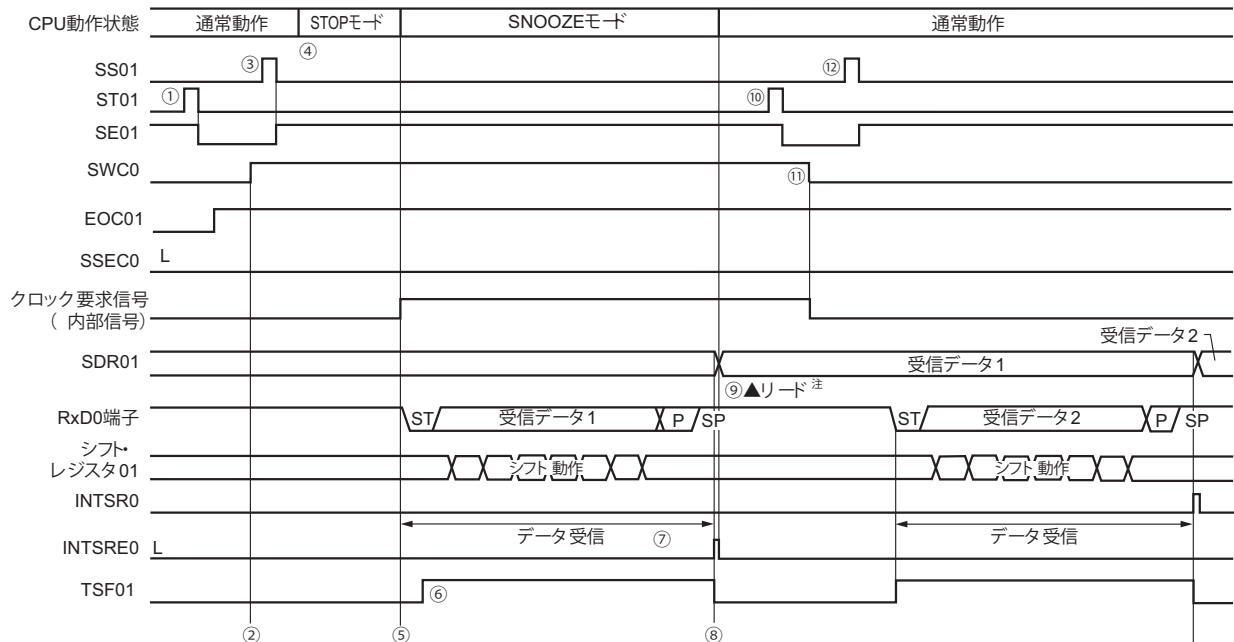 CPU動作状態 通常動作 STOPモード SNOOZEモード 通常動作
④
SS01 ③ ⑫
ST01 ① ⑩
SE01
SWC0 ⑪
EOC01
SSEC0 L
クロック要求信号
( 内部信号)
受信データ2
SDR01 受信データ1
⑨▲リード注
RxD0端子 ST 受信データ1 P SP ST 受信データ2 P SP
シフト・
レジスタ01 シフト動作 シフト動作
INTSR0
データ受信 データ受信
INTSRE0 L ⑦
TSF01 ⑥
② ⑤ ⑧